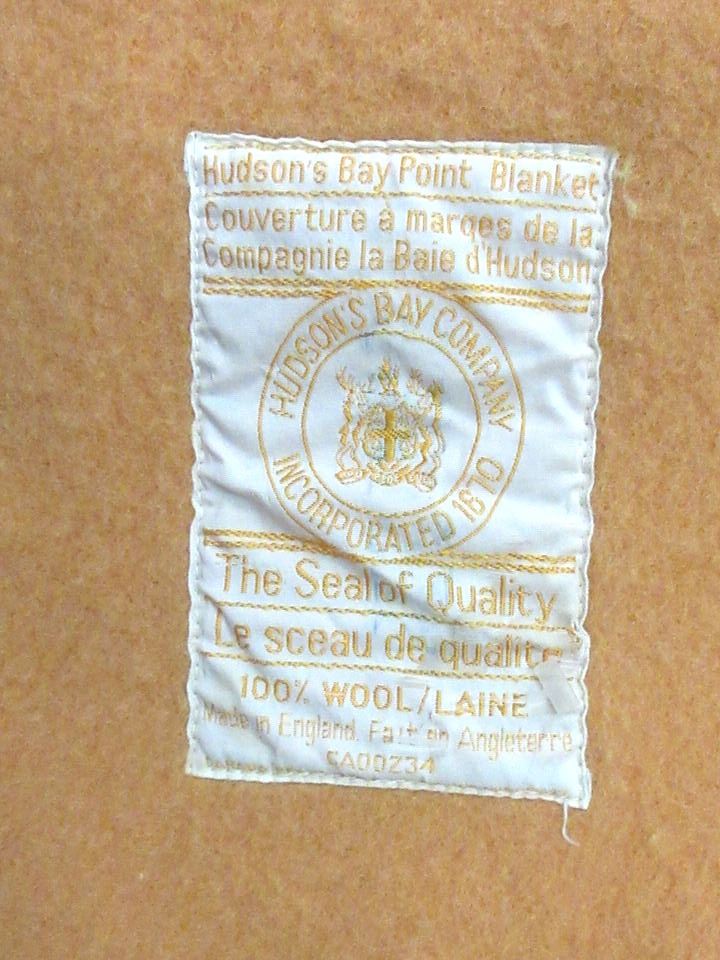 Hudson's Bay Point Blanket
Couverture à marques de la
Compagnie la Baie d'Hudson
HUDSON'S BAY COMPANY
INCORPORATED 1670
The Seal of Quality
Le sceau de qualité
100% WOOL/LAINE
Made in England. Fait en Angleterre
CA00234